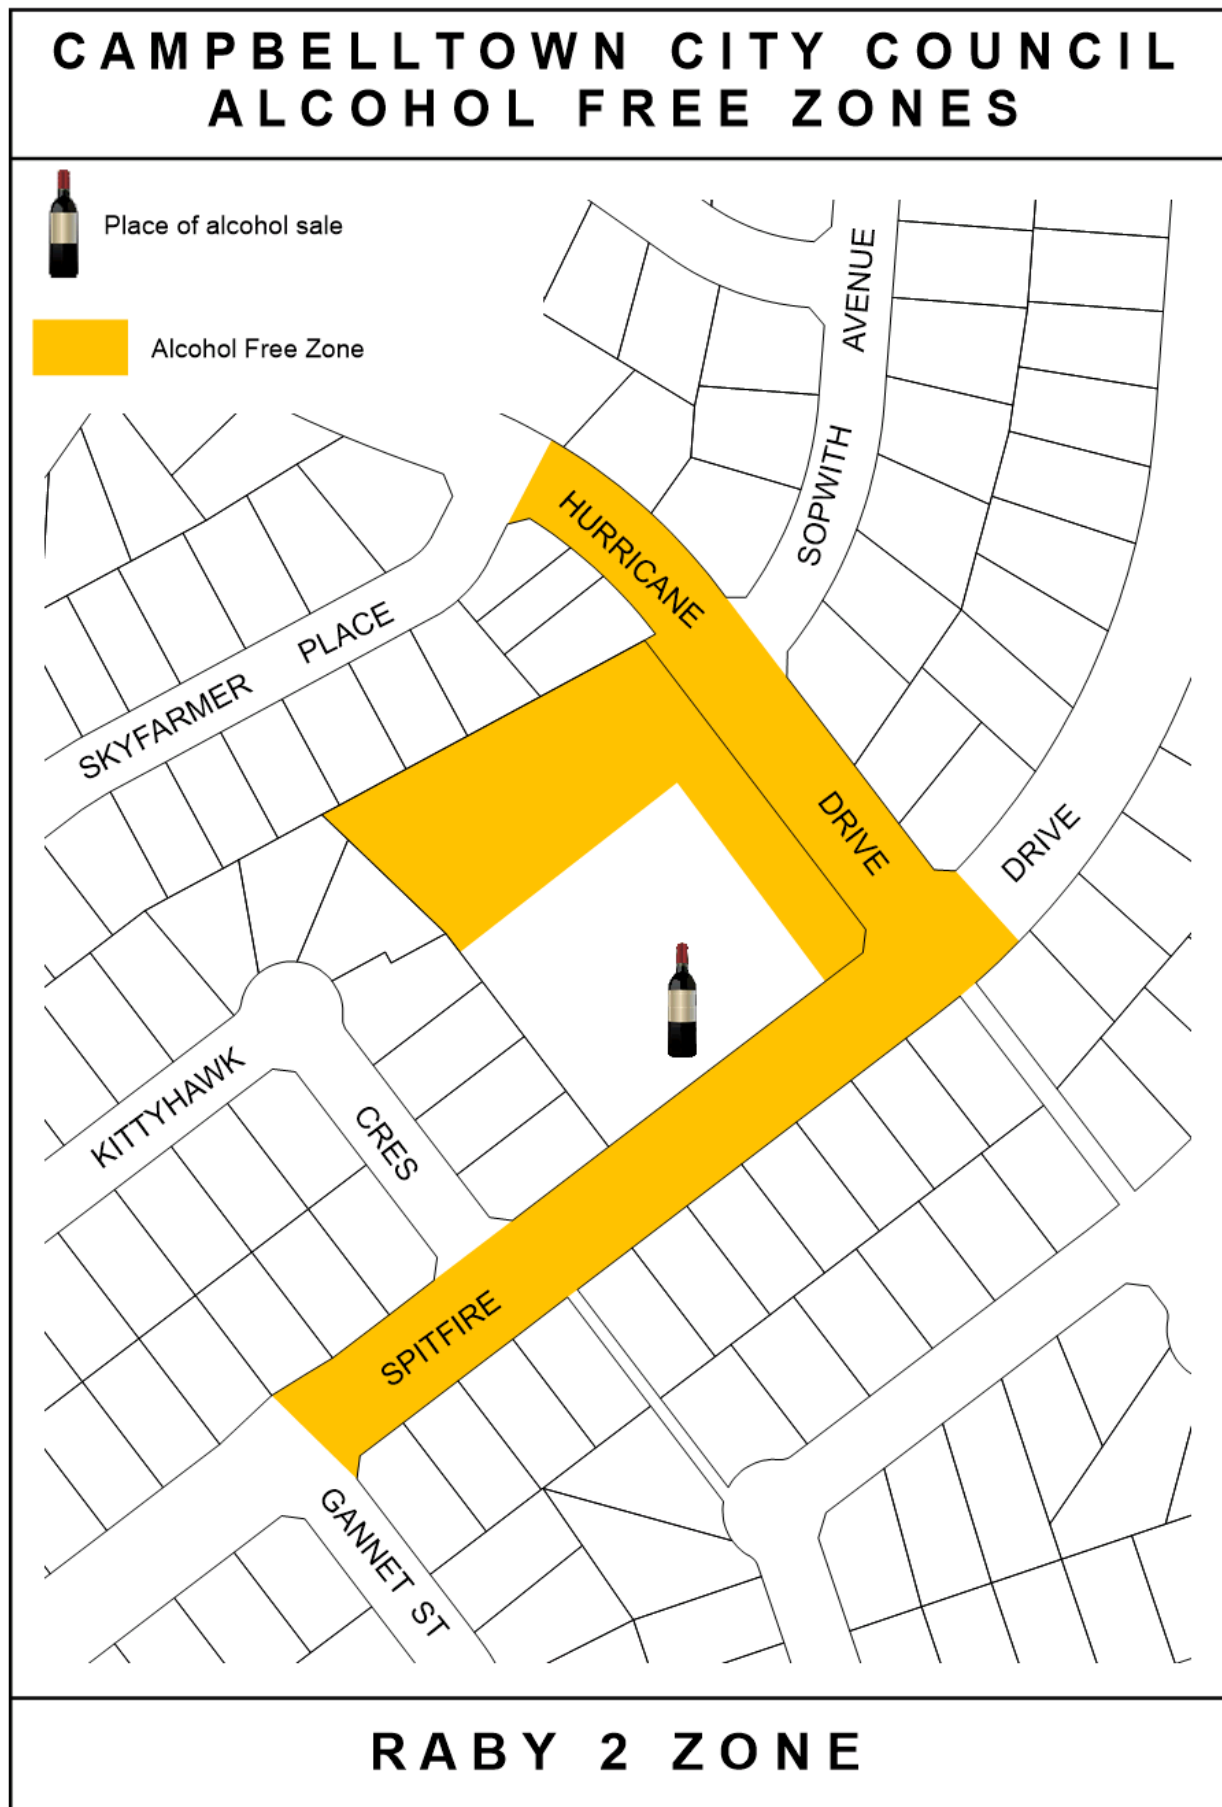 CAMPBELLTOWN CITY COUNCIL
ALCOHOL FREE ZONES
Place of alcohol sale
Alcohol Free Zone
AVENUE
SOPWITH
HURRICANE
PLACE
SKYFARMER
DRIVE
DRIVE
KITTYHAWK
CRES
SPITFIRE
GANNET ST
RABY 2 ZONE